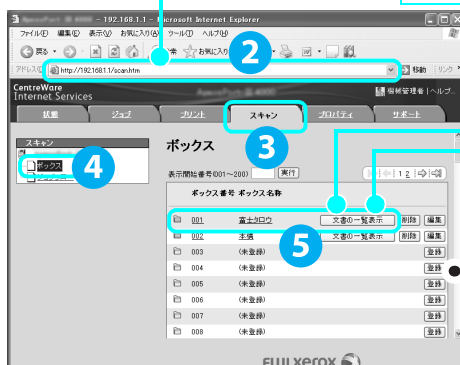 - 192.168.1.1 - Microsoft Internet Explorer
ファイル(F) 編集(E) 表示(V) お気に入り(A) ツール(T) ヘルプ(H)
戻る お気に入り
2
アドレス(D) http://192.168.1.1/scan.htm 移動 リンク
CentreWare
Internet Services
機械管理者 | ヘルプ
状態 ジョブ プリント スキャン プロパティ サポート
3
スキャン
ボックス
4
ボックス
表示開始番号(001~200) 実行 1 2
ボックス番号 ボックス名称
001 富士タロウ 文書の一覧表示 削除 編集
5
002 本橋 文書の一覧表示 削除 編集
003 (未登録) 登録
004 (未登録) 登録
005 (未登録) 登録
006 (未登録) 登録
007 (未登録) 登録
008 (未登録) 登録
FUJI XEROX